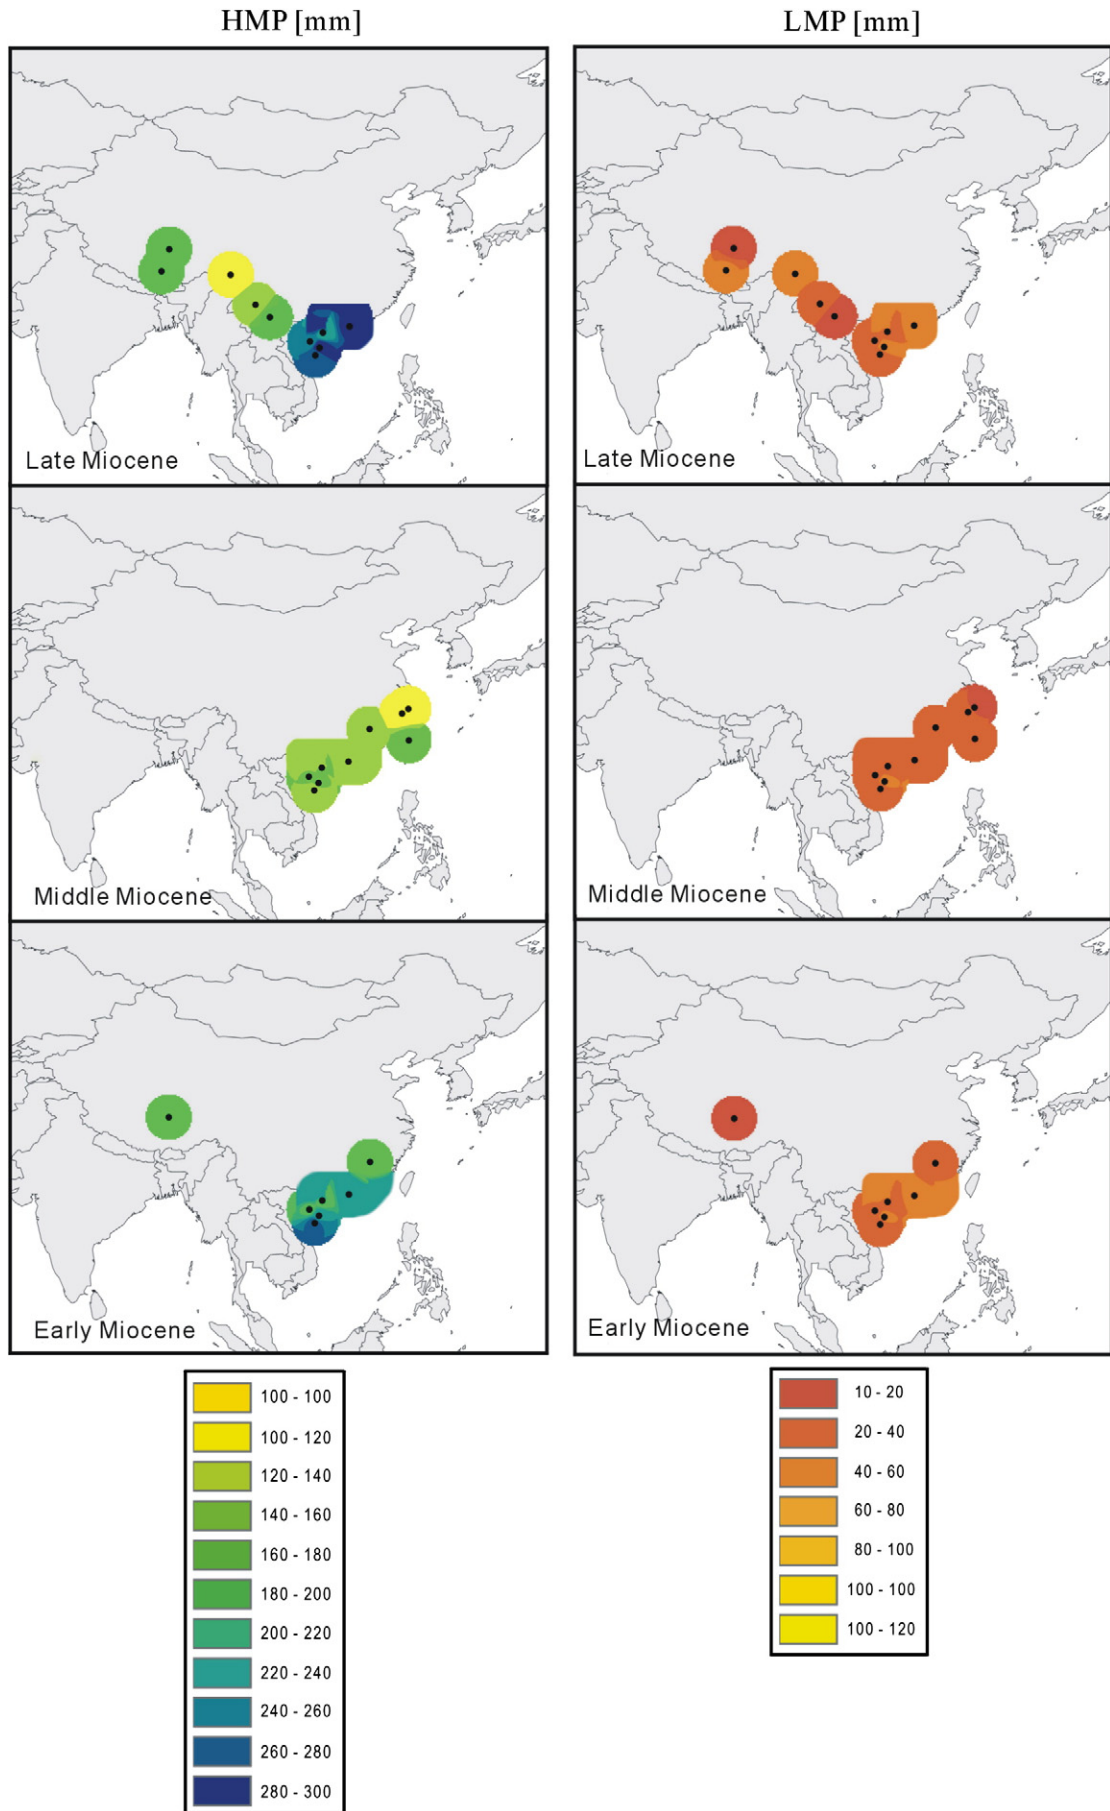 HMP [mm]
LMP [mm]
Late Miocene
Late Miocene
Middle Miocene
Middle Miocene
Early Miocene
Early Miocene
100 - 100
100 - 120
120 - 140
140 - 160
160 - 180
180 - 200
200 - 220
220 - 240
240 - 260
260 - 280
280 - 300
10 - 20
20 - 40
40 - 60
60 - 80
80 - 100
100 - 100
100 - 120